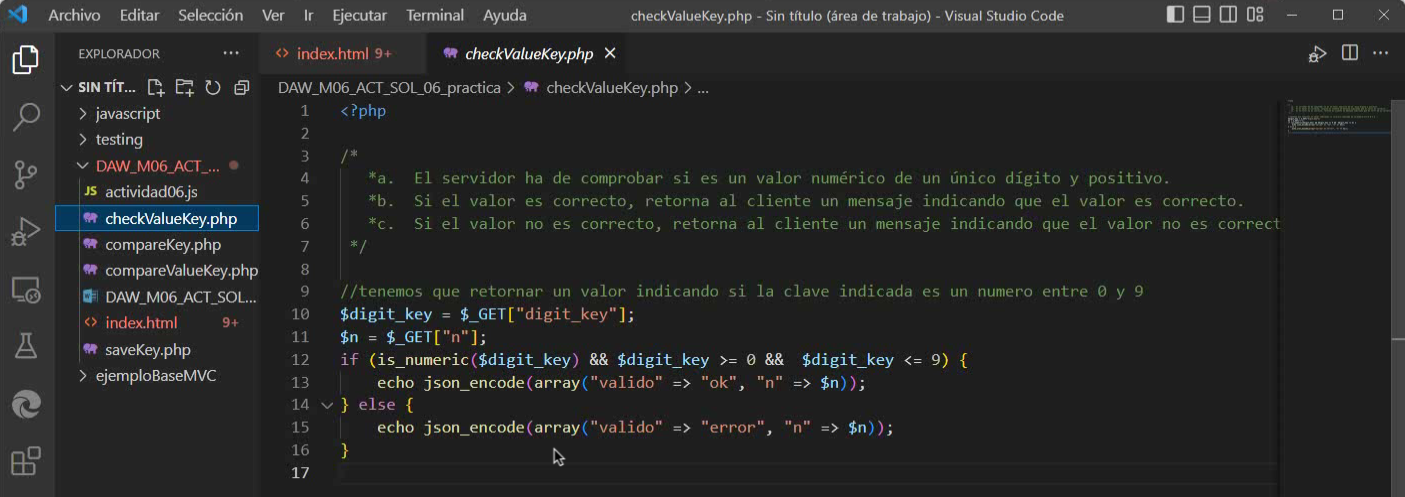 Archivo Editar Selección Ver Ir Ejecutar Terminal Ayuda checkValueKey.php - Sin título (área de trabajo) - Visual Studio Code
EXPLORADOR ...
index.html 9+
checkValueKey.php
SIN TÍT...
DAW_M06_ACT_SOL_06_practica > checkValueKey.php > ...
javascript
testing
DAW_M06_ACT_...
JS actividad06.js
checkValueKey.php
compareKey.php
compareValueKey.php
DAW_M06_ACT_SOL...
index.html 9+
saveKey.php
ejemploBaseMVC
1 <?php
2
3 /*
4 *a. El servidor ha de comprobar si es un valor numérico de un único dígito y positivo.
5 *b. Si el valor es correcto, retorna al cliente un mensaje indicando que el valor es correcto.
6 *c. Si el valor no es correcto, retorna al cliente un mensaje indicando que el valor no es correct
7 */
8
9 //tenemos que retornar un valor indicando si la clave indicada es un numero entre 0 y 9
10 $digit_key = $_GET["digit_key"];
11 $n = $_GET["n"];
12 if (is_numeric($digit_key) && $digit_key >= 0 &&  $digit_key <= 9) {
13 echo json_encode(array("valido" => "ok", "n" => $n));
14 } else {
15 echo json_encode(array("valido" => "error", "n" => $n));
16 }
17